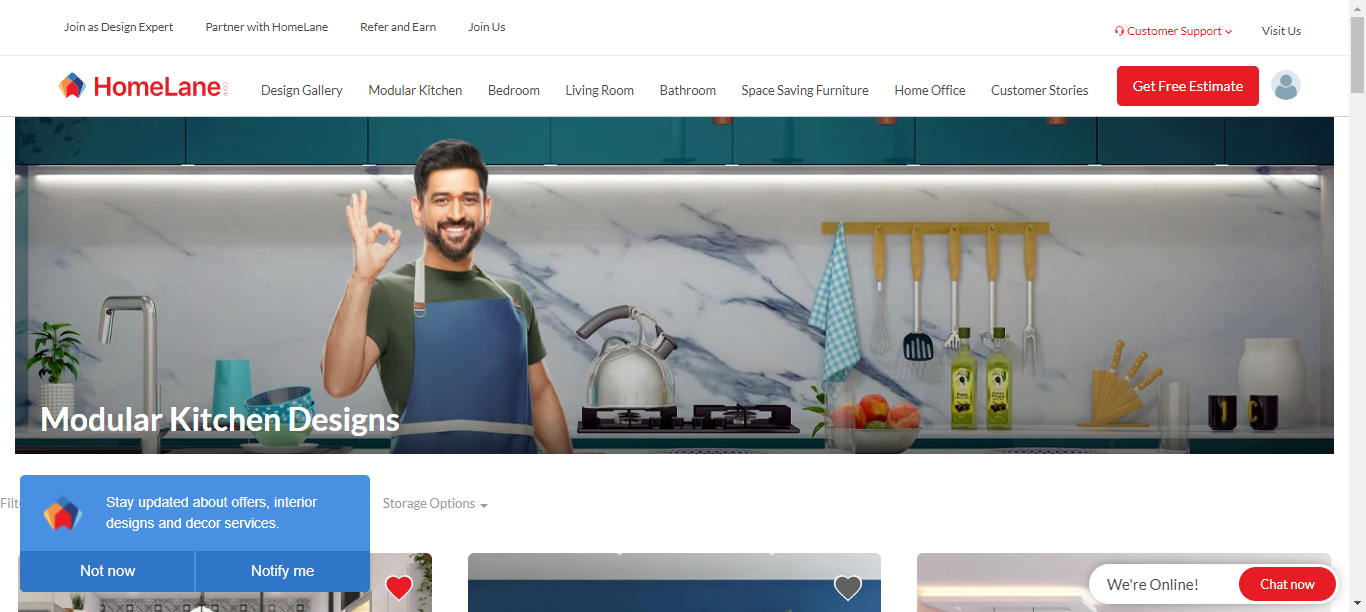 Join as Design Expert
Partner with HomeLane
Refer and Earn
Join Us
Customer Support
Visit Us
HomeLane
Design Gallery
Modular Kitchen
Bedroom
Living Room
Bathroom
Space Saving Furniture
Home Office
Customer Stories
Get Free Estimate
Modular Kitchen Designs
Storage Options
Stay updated about offers, interior
designs and decor services.
Not now
Notify me
We're Online!
Chat now